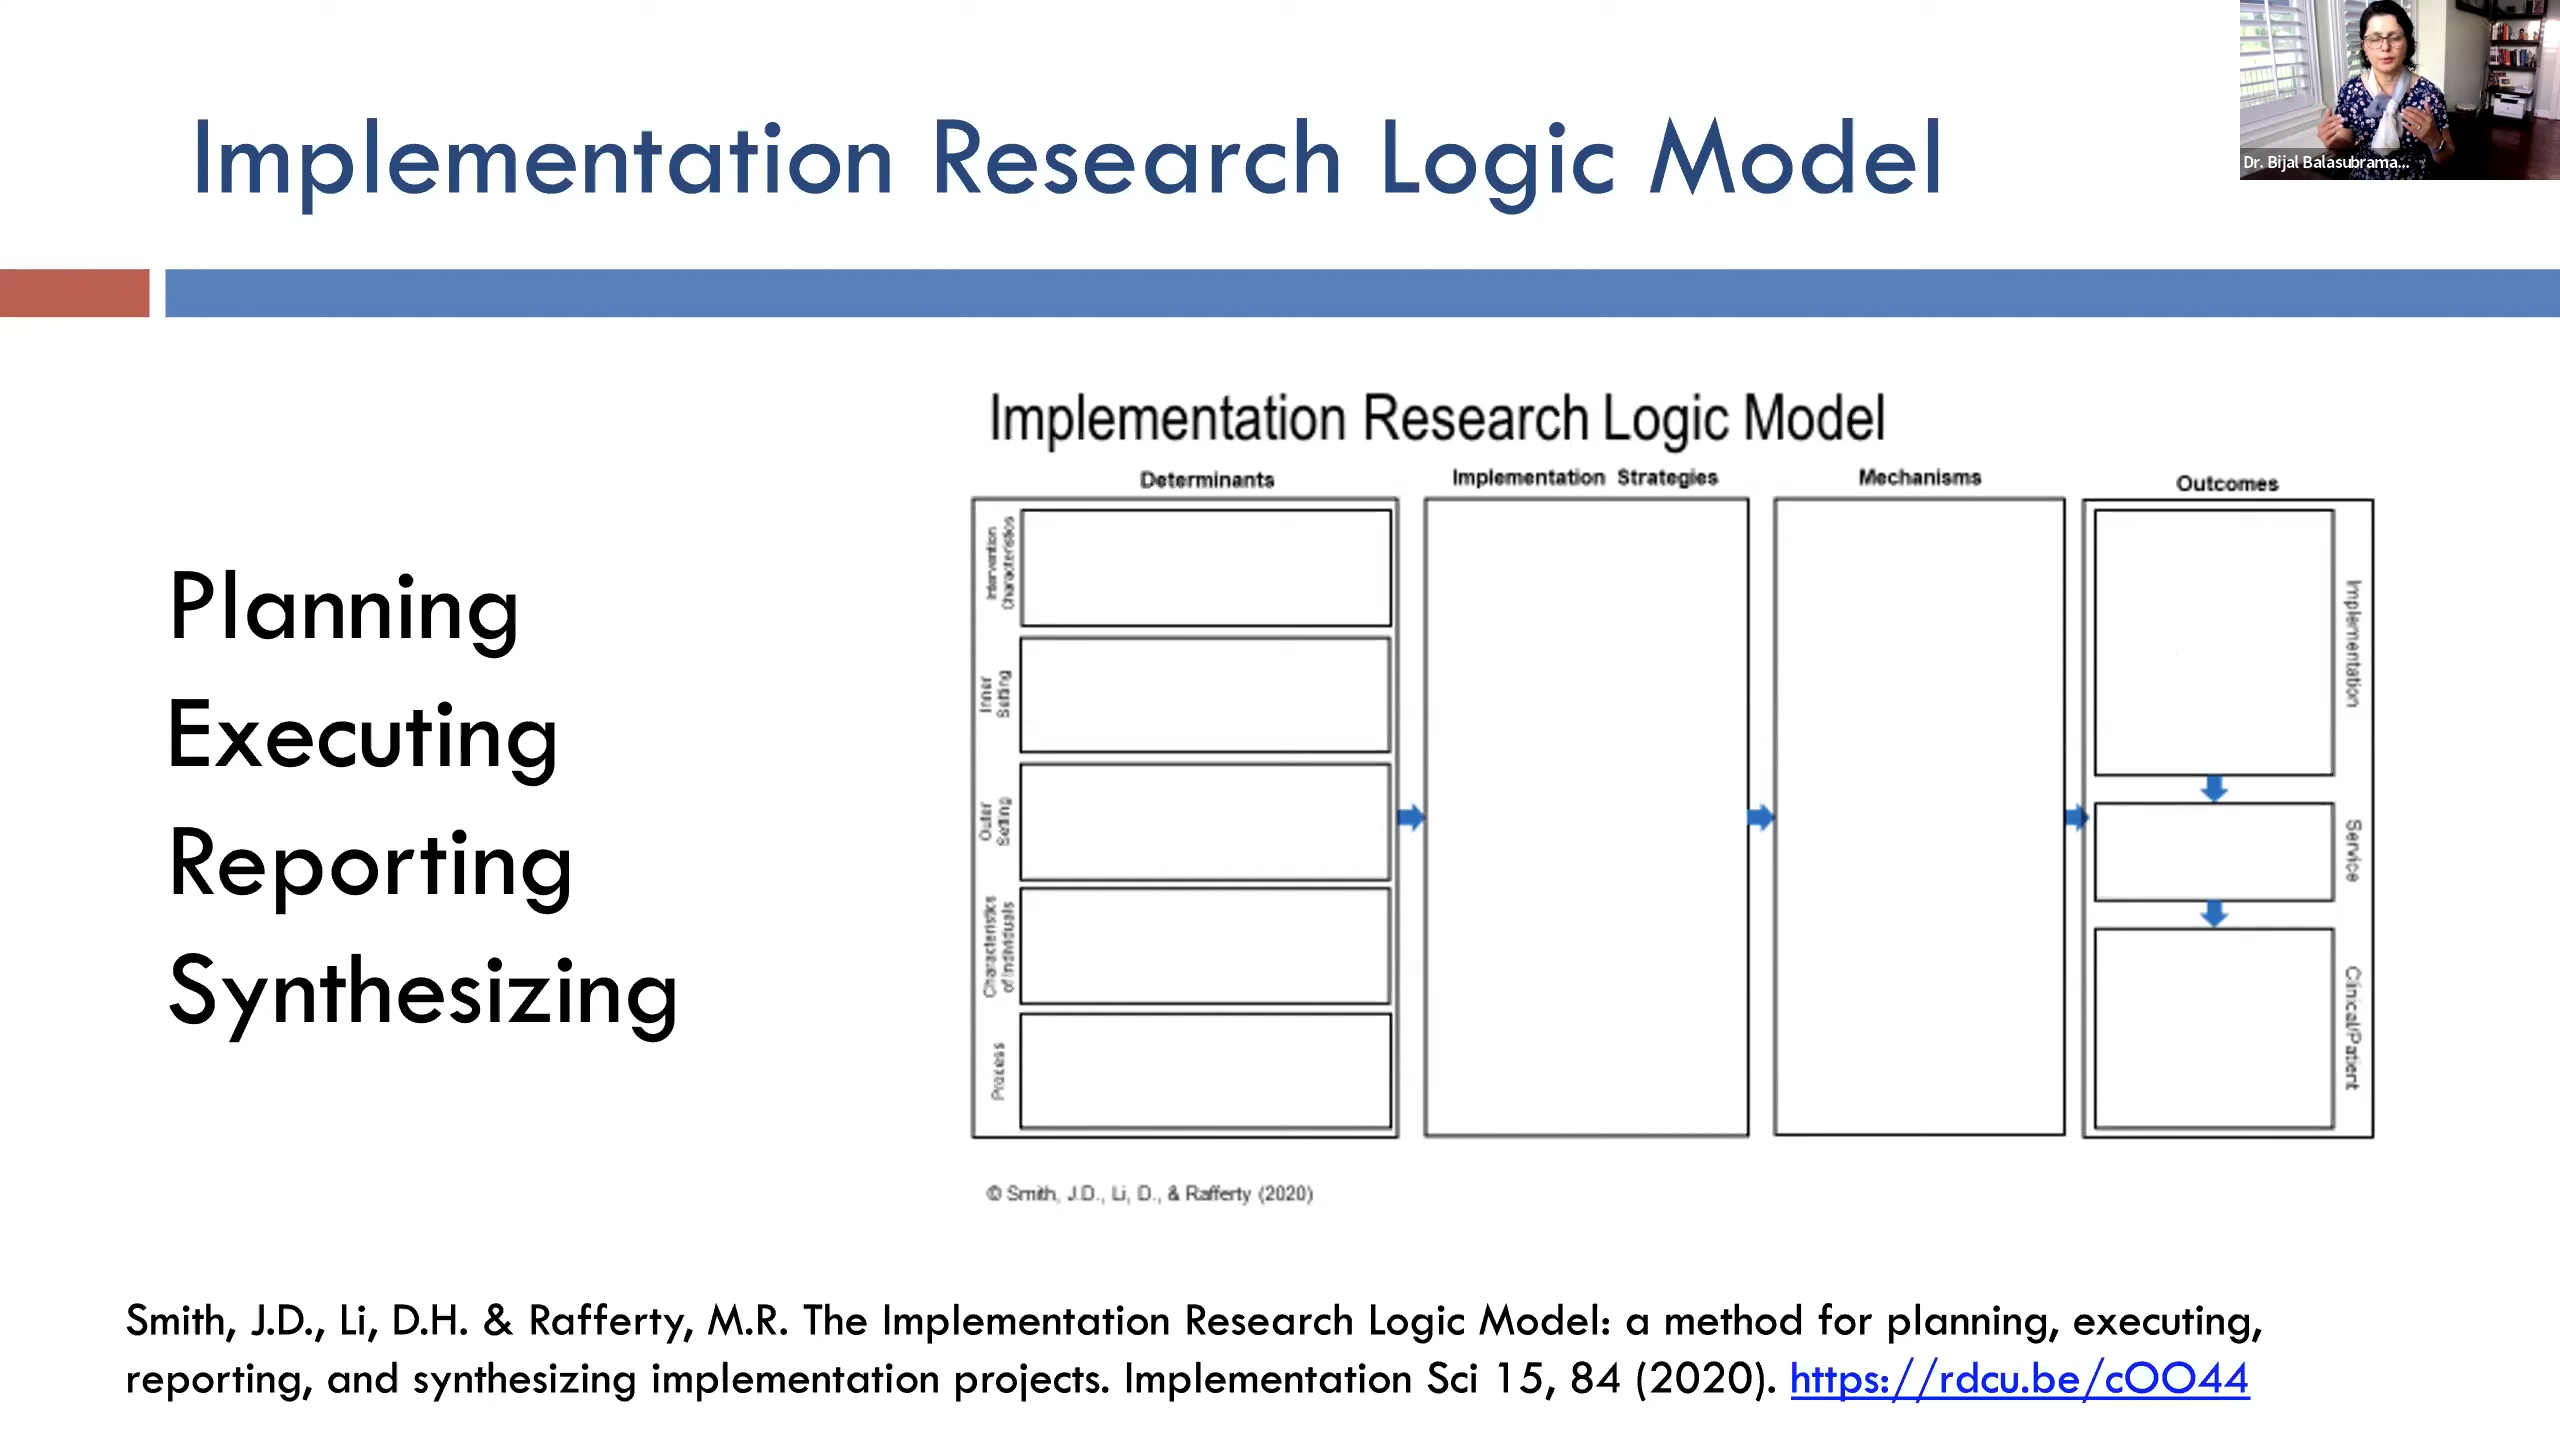 Dr. Bijal Balasubrama...
Implementation Research Logic Model
Planning
Executing
Reporting
Synthesizing
Implementation Research Logic Model
Determinants
Implementation Strategies
Mechanisms
Outcomes
Intervention
Characteristics
Inner
Setting
Outer
Setting
Characteristics
of Individuals
Process
Implementation
Service
Clinical/Patient
© Smith, J.D., Li, D., & Rafferty (2020)
Smith, J.D., Li, D.H. & Rafferty, M.R. The Implementation Research Logic Model: a method for planning, executing,
reporting, and synthesizing implementation projects. Implementation Sci 15, 84 (2020). https://rdcu.be/cOO44